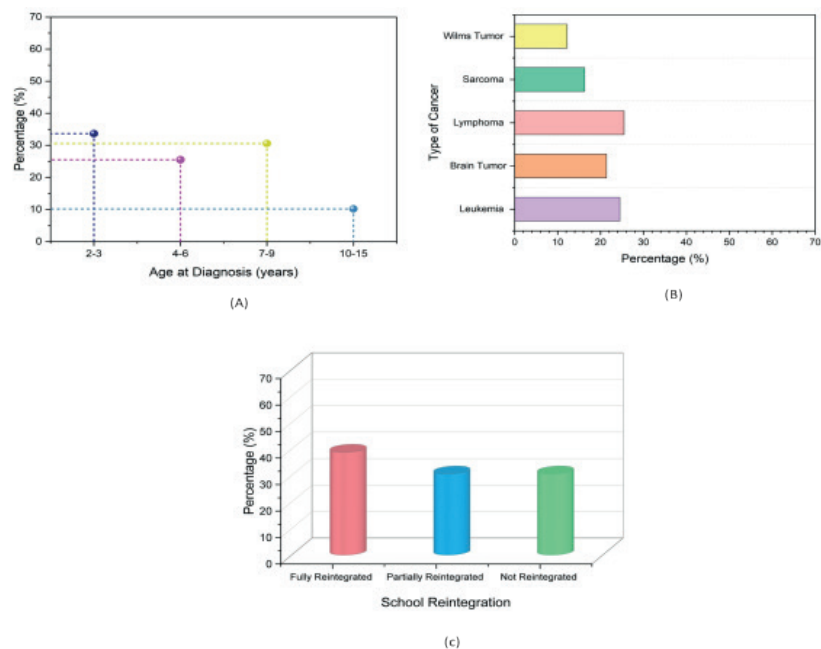 70
60
50
40
30
20
10
0
Percentage (%)
2-3 4-6 7-9 10-15
Age at Diagnosis (years)
(A)
Type of Cancer
Wilms Tumor
Sarcoma
Lymphoma
Brain Tumor
Leukemia
0 10 20 30 40 50 60 70
Percentage (%)
(B)
70
60
50
40
30
20
10
0
Percentage (%)
Fully Reintegrated Partially Reintegrated Not Reintegrated
School Reintegration
(c)